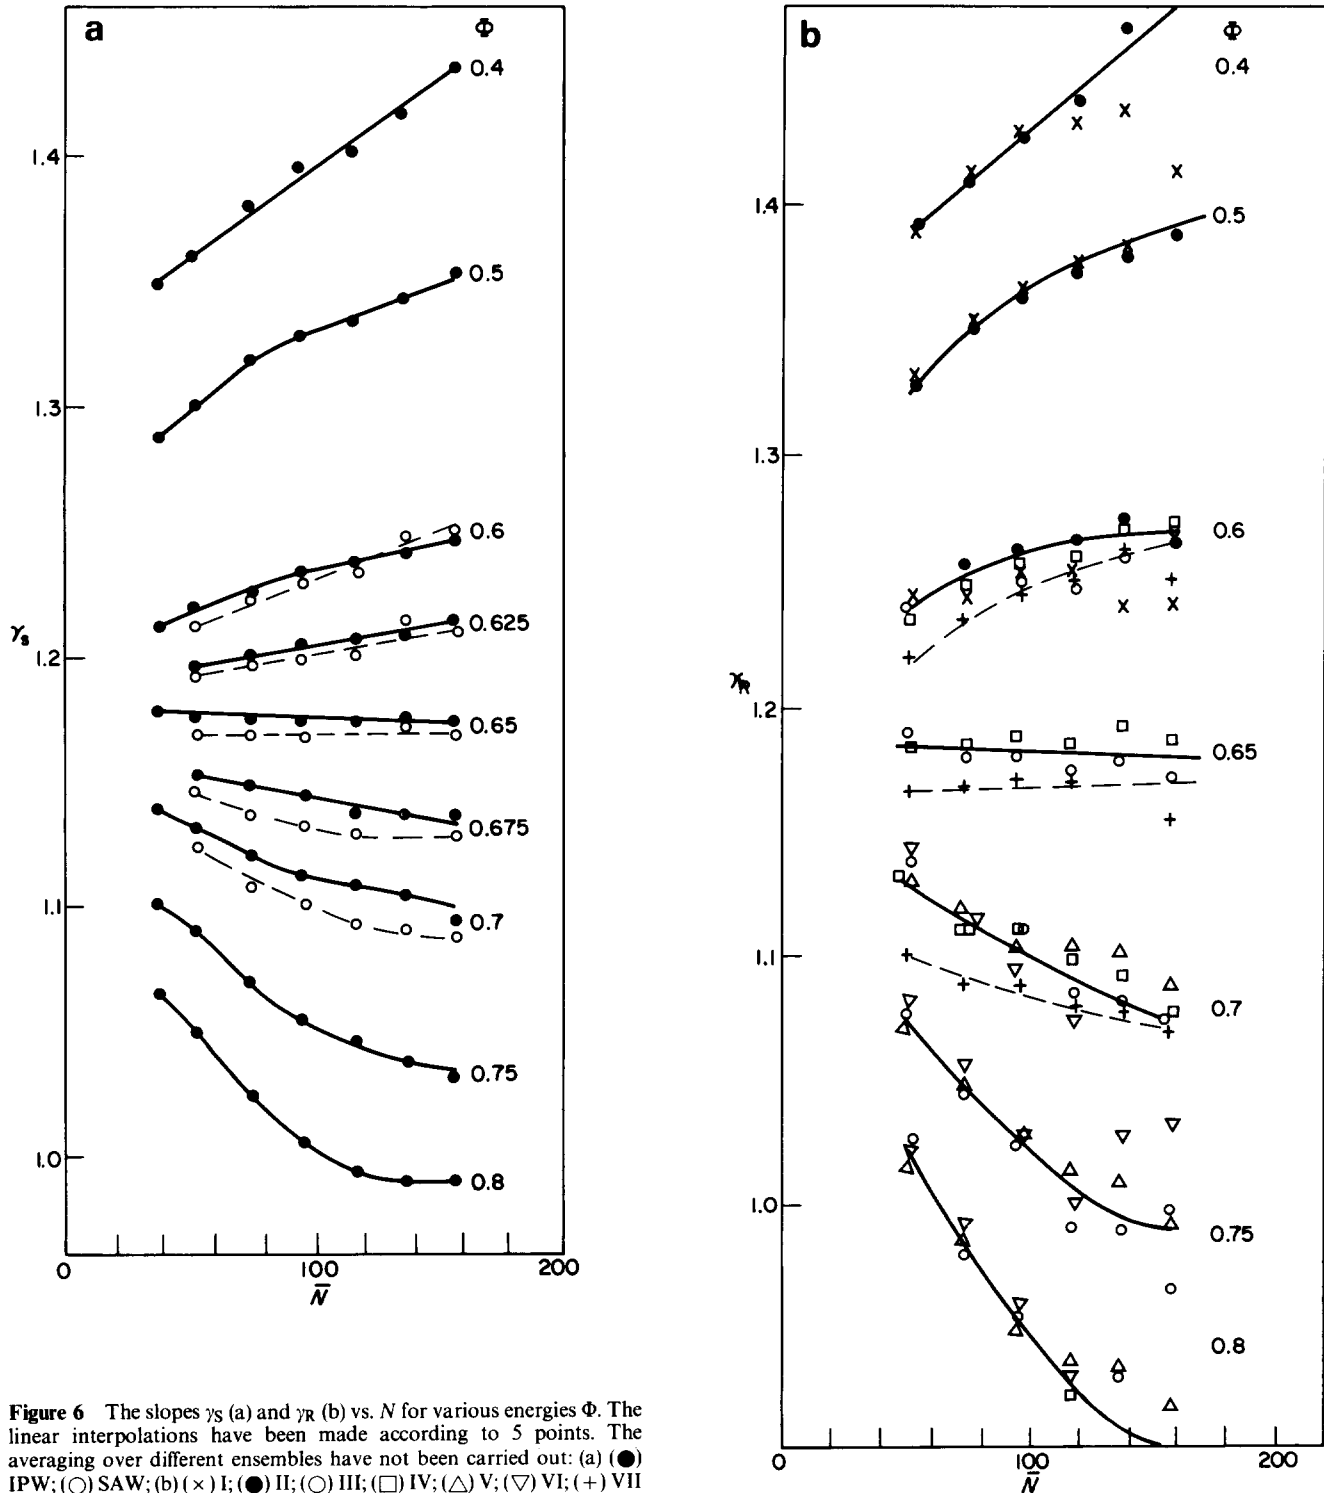 a
Φ
0.4
1.4
0.5
1.3
0.6
0.625
γs
1.2
0.65
0.675
1.1
0.7
0.75
1.0
0.8
0
100
200
N̄
b
Φ
0.4
1.4
0.5
1.3
0.6
γR
1.2
0.65
1.1
0.7
1.0
0.75
0.8
0
100
200
N̄
Figure 6 The slopes γS (a) and γR (b) vs. N for various energies Φ. The
linear interpolations have been made according to 5 points. The
averaging over different ensembles have not been carried out: (a) (●)
IPW; (○) SAW; (b) (×) I; (●) II; (○) III; (□) IV; (△) V; (▽) VI; (+) VII